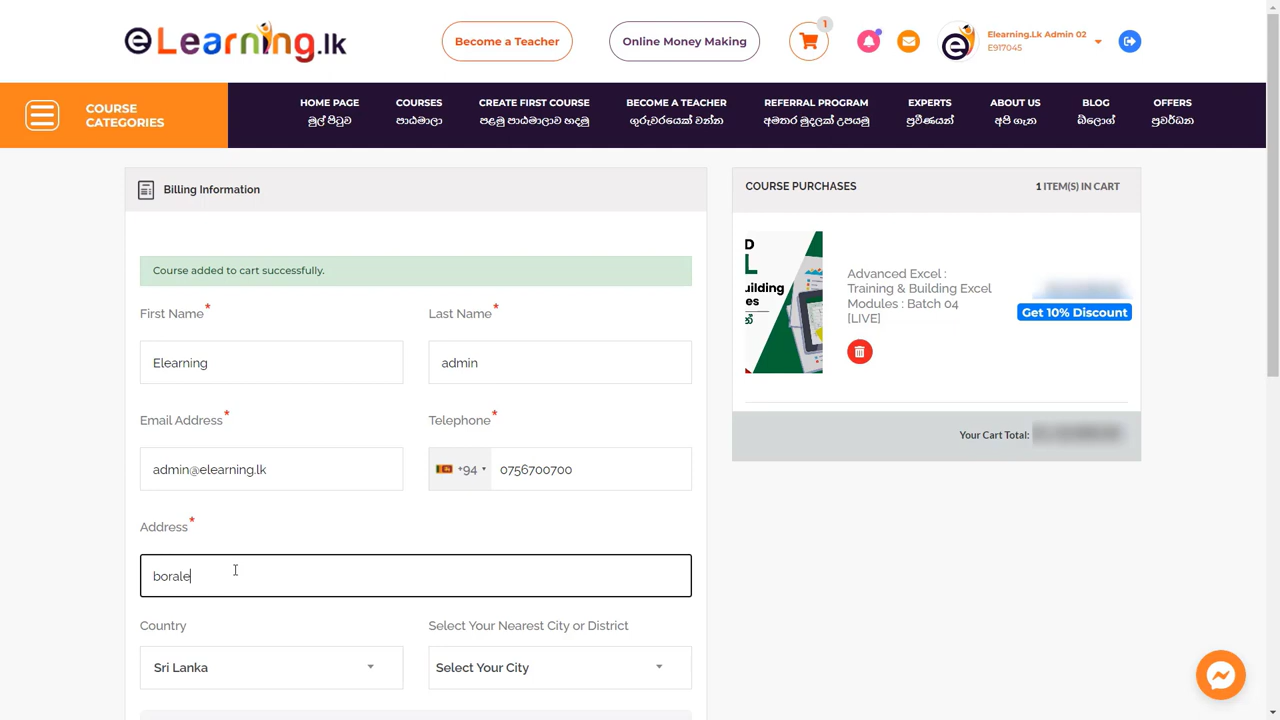 eLearning.lk
Become a Teacher
Online Money Making
1
Elearning.Lk Admin 02
E917045
COURSE
CATEGORIES
HOME PAGE
මුල් පිටුව
COURSES
පාඨමාලා
CREATE FIRST COURSE
පළමු පාඨමාලාව හදමු
BECOME A TEACHER
ගුරුවරයෙක් වන්න
REFERRAL PROGRAM
අමතර මුදලක් උපයමු
EXPERTS
ප්‍රවීණයන්
ABOUT US
අපි ගැන
BLOG
බ්ලොග්
OFFERS
ප්‍රවර්ධන
Billing Information
Course added to cart successfully.
First Name*
Last Name*
Elearning
admin
Email Address*
Telephone*
admin@elearning.lk
+94
0756700700
Address*
borale
Country
Select Your Nearest City or District
Sri Lanka
Select Your City
COURSE PURCHASES
1 ITEM(S) IN CART
D
L
uilding
es
Advanced Excel :
Training & Building Excel
Modules : Batch 04
[LIVE]
Get 10% Discount
Your Cart Total: